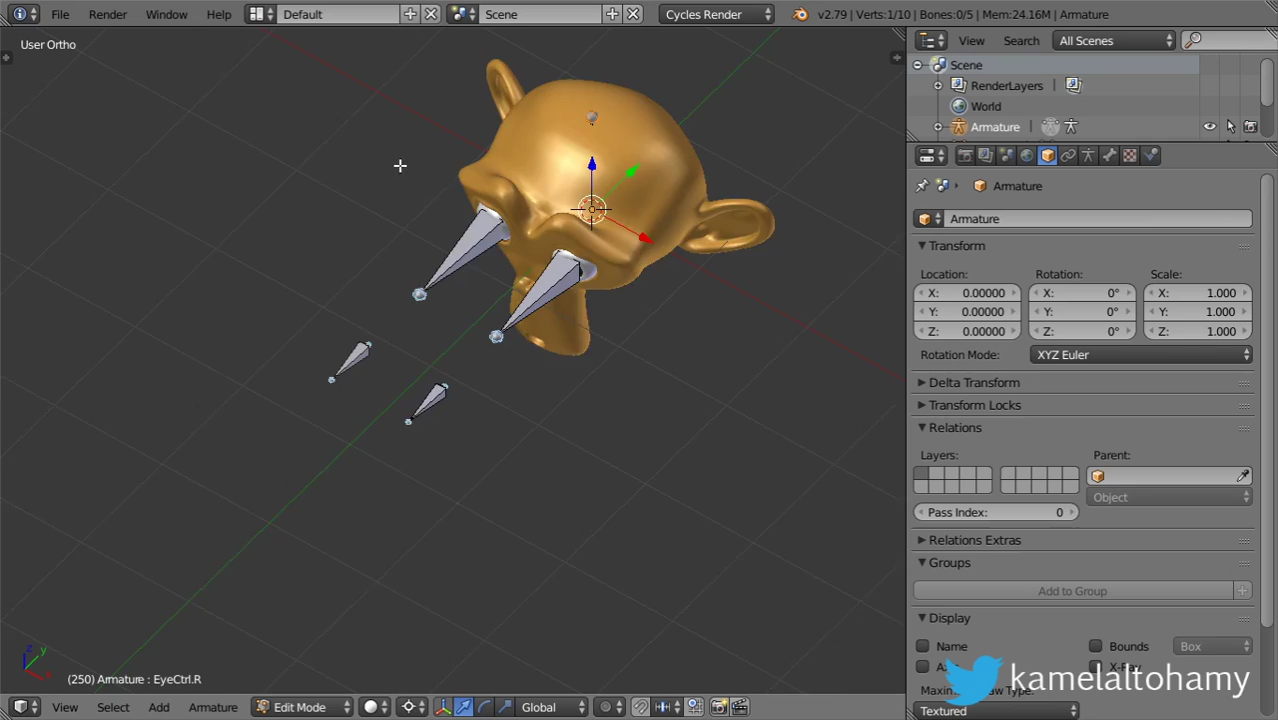 File Render Window Help Default Scene Cycles Render v2.79 | Verts:1/10 | Bones:0/5 | Mem:24.16M | Armature
User Ortho
View Search All Scenes
Scene
RenderLayers
World
Armature
Armature
Armature
Transform
Location: Rotation: Scale:
X: 0.00000 X: 0° X: 1.000
Y: 0.00000 Y: 0° Y: 1.000
Z: 0.00000 Z: 0° Z: 1.000
Rotation Mode: XYZ Euler
Delta Transform
Transform Locks
Relations
Layers: Parent:
Object
Pass Index: 0
Relations Extras
Groups
Add to Group
Display
Name Bounds Box
X-Ray
kamelaltohamy
Textured
z y x
(250) Armature : EyeCtrl.R
View Select Add Armature Edit Mode Global